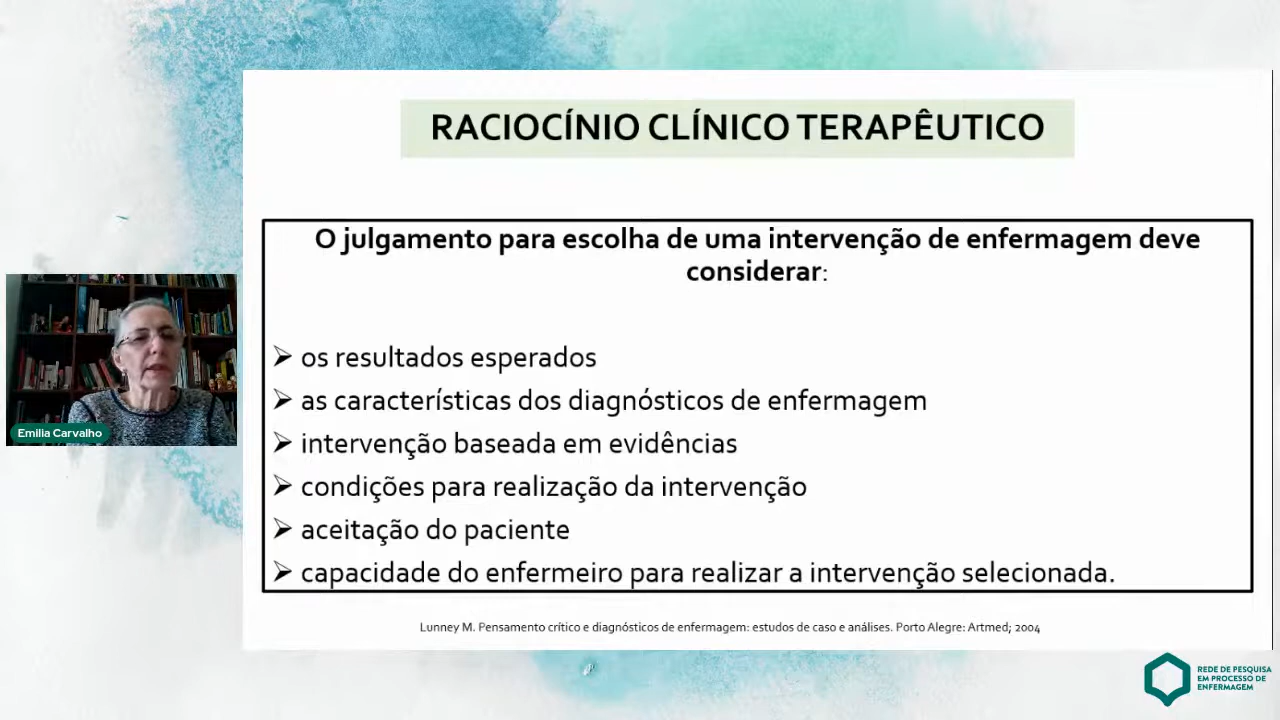 RACIOCÍNIO CLÍNICO TERAPÊUTICO
O julgamento para escolha de uma intervenção de enfermagem deve
considerar:
➢ os resultados esperados
➢ as características dos diagnósticos de enfermagem
➢ intervenção baseada em evidências
➢ condições para realização da intervenção
➢ aceitação do paciente
➢ capacidade do enfermeiro para realizar a intervenção selecionada.
Lunney M. Pensamento crítico e diagnósticos de enfermagem: estudos de caso e análises. Porto Alegre: Artmed; 2004
Emilia Carvalho
REDE DE PESQUISA
EM PROCESSO DE
ENFERMAGEM